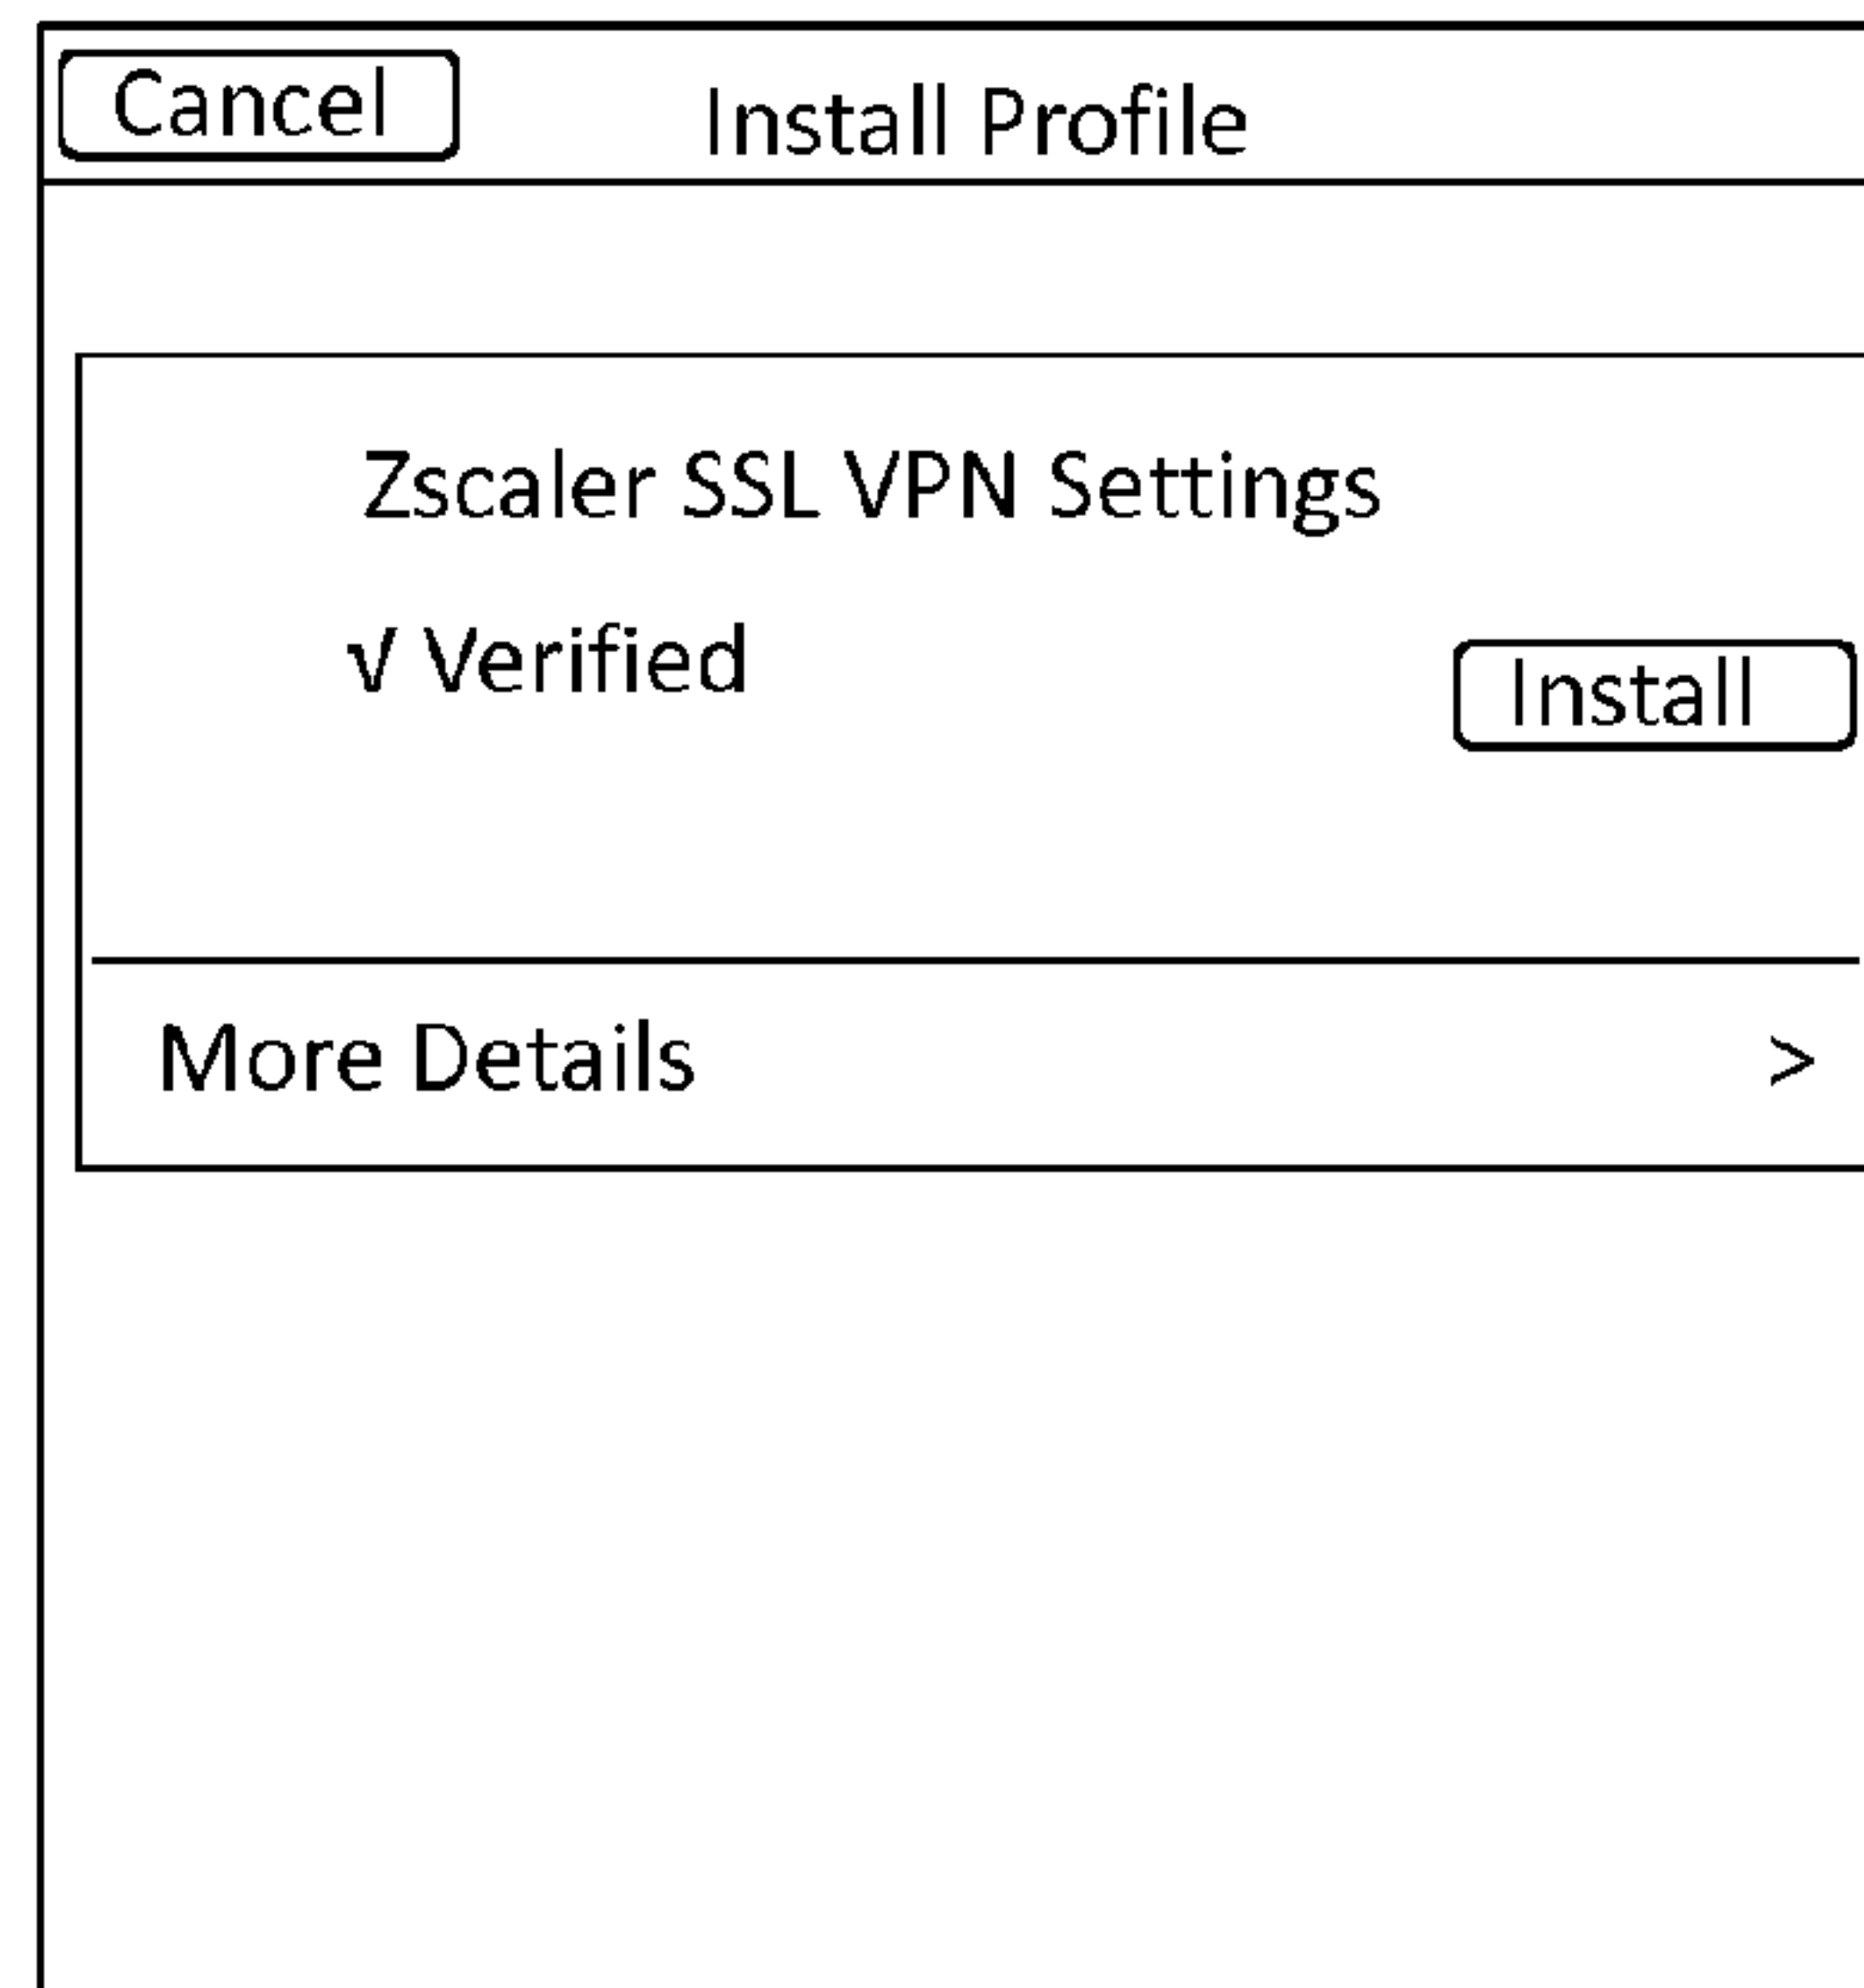 Cancel
Install Profile
Zscaler SSL VPN Settings
√ Verified
Install
More Details >